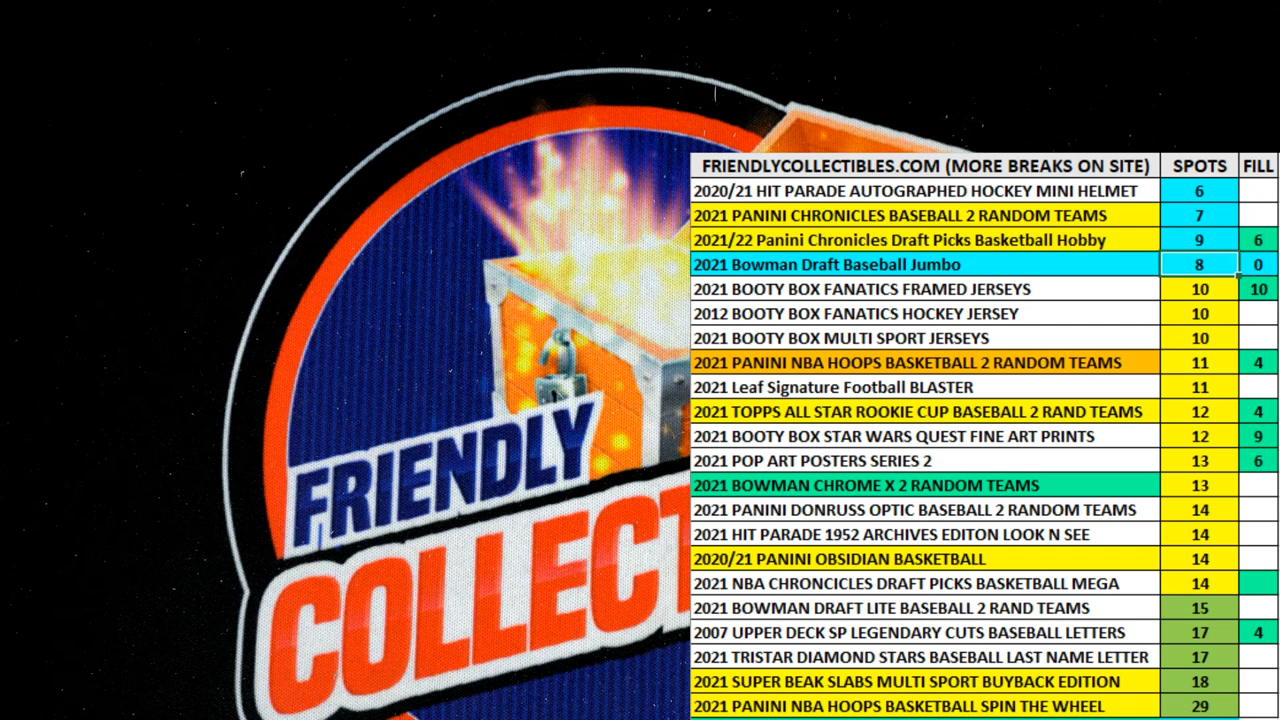 FRIENDLY
COLLECT
FRIENDLYCOLLECTIBLES.COM (MORE BREAKS ON SITE) SPOTS FILL
2020/21 HIT PARADE AUTOGRAPHED HOCKEY MINI HELMET 6
2021 PANINI CHRONICLES BASEBALL 2 RANDOM TEAMS 7
2021/22 Panini Chronicles Draft Picks Basketball Hobby 9 6
2021 Bowman Draft Baseball Jumbo 8 0
2021 BOOTY BOX FANATICS FRAMED JERSEYS 10 10
2012 BOOTY BOX FANATICS HOCKEY JERSEY 10
2021 BOOTY BOX MULTI SPORT JERSEYS 10
2021 PANINI NBA HOOPS BASKETBALL 2 RANDOM TEAMS 11 4
2021 Leaf Signature Football BLASTER 11
2021 TOPPS ALL STAR ROOKIE CUP BASEBALL 2 RAND TEAMS 12 4
2021 BOOTY BOX STAR WARS QUEST FINE ART PRINTS 12 9
2021 POP ART POSTERS SERIES 2 13 6
2021 BOWMAN CHROME X 2 RANDOM TEAMS 13
2021 PANINI DONRUSS OPTIC BASEBALL 2 RANDOM TEAMS 14
2021 HIT PARADE 1952 ARCHIVES EDITON LOOK N SEE 14
2020/21 PANINI OBSIDIAN BASKETBALL 14
2021 NBA CHRONCICLES DRAFT PICKS BASKETBALL MEGA 14
2021 BOWMAN DRAFT LITE BASEBALL 2 RAND TEAMS 15
2007 UPPER DECK SP LEGENDARY CUTS BASEBALL LETTERS 17 4
2021 TRISTAR DIAMOND STARS BASEBALL LAST NAME LETTER 17
2021 SUPER BEAK SLABS MULTI SPORT BUYBACK EDITION 18
2021 PANINI NBA HOOPS BASKETBALL SPIN THE WHEEL 29